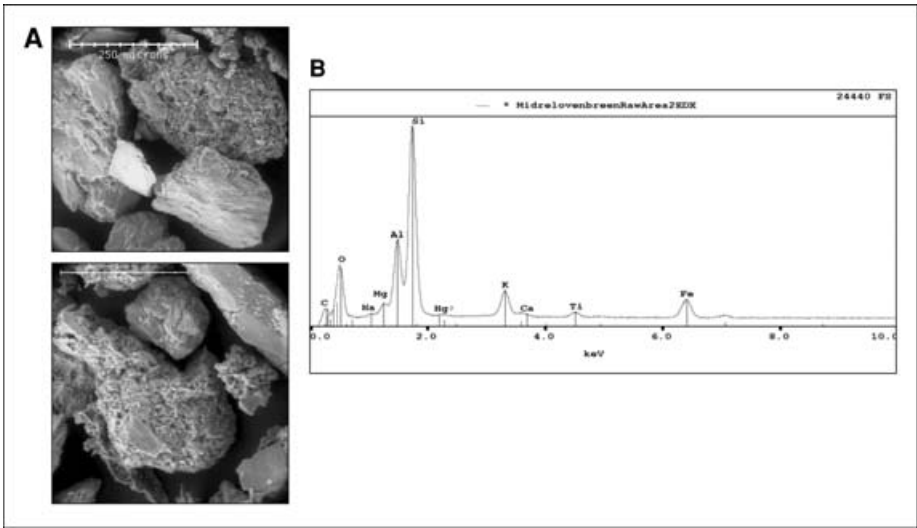 A
250 microns
B
24440 FS
* MidrelovenbreenRawArea2EDX
Si
Al
O
K
Mg
Fe
C
Na
Hg?
Ca
Ti
0.0 2.0 4.0 6.0 8.0 10.0
keV